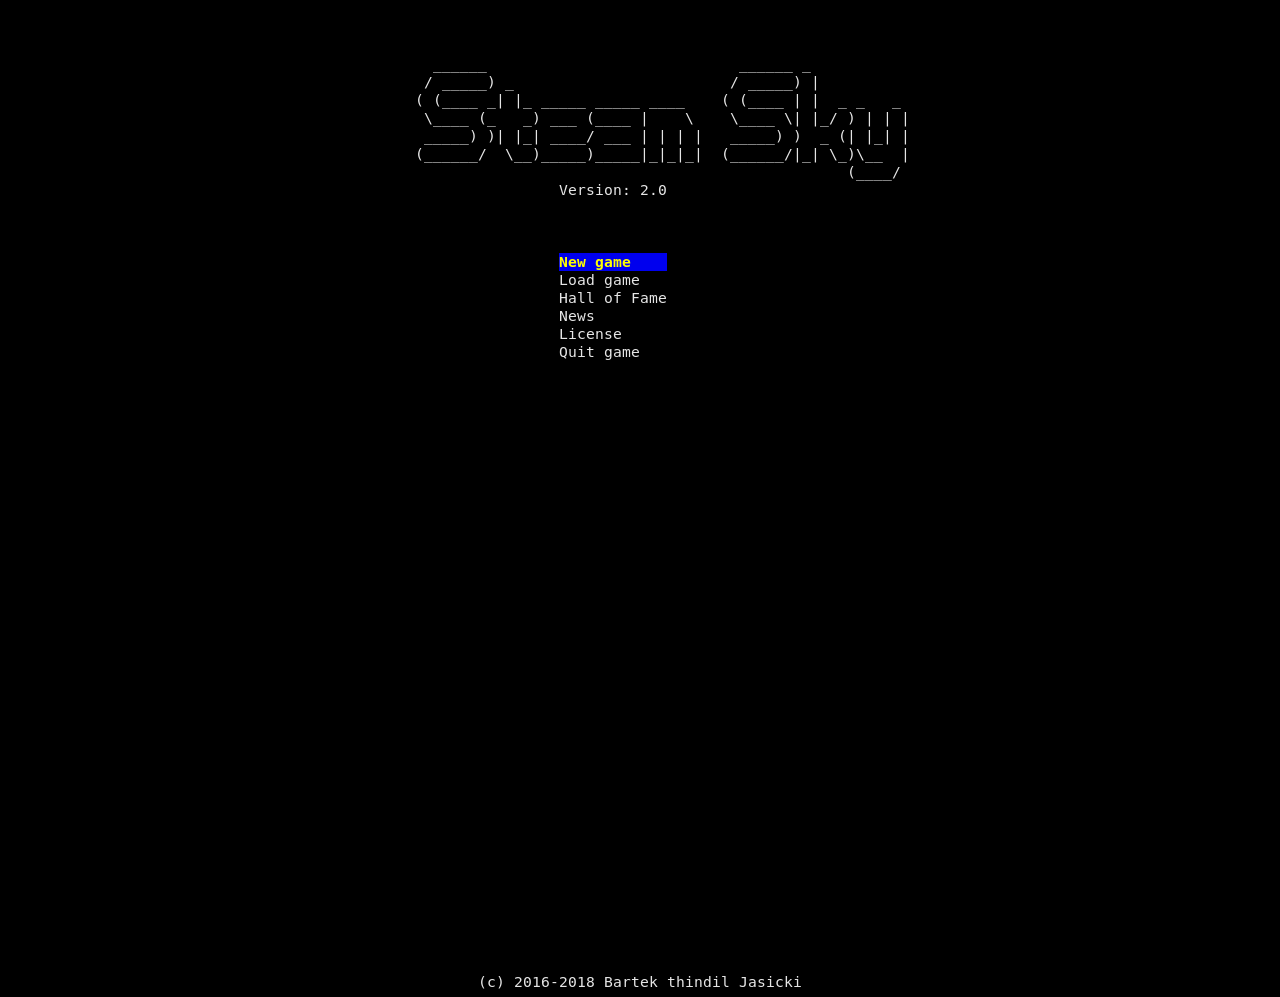 Steam Sky
Version: 2.0
New game
Load game
Hall of Fame
News
License
Quit game
(c) 2016-2018 Bartek thindil Jasicki